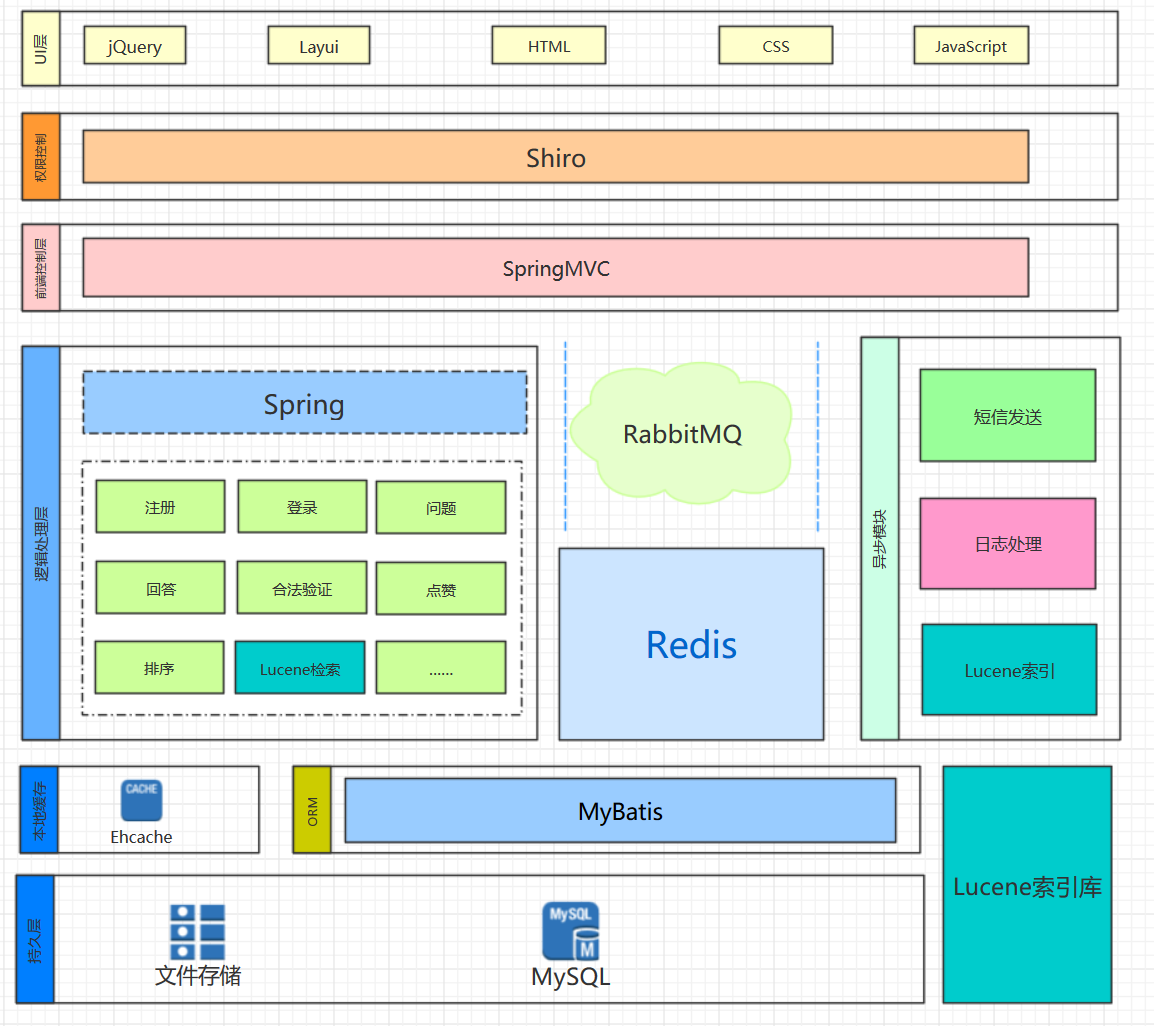 UI层
jQuery
Layui
HTML
CSS
JavaScript
权限控制
Shiro
前端控制层
SpringMVC
逻辑处理层
Spring
注册
登录
问题
回答
合法验证
点赞
排序
Lucene检索
......
RabbitMQ
Redis
异步模块
短信发送
日志处理
Lucene索引
本地缓存
CACHE
Ehcache
ORM
MyBatis
Lucene索引库
持久层
文件存储
MySQL
M
MySQL